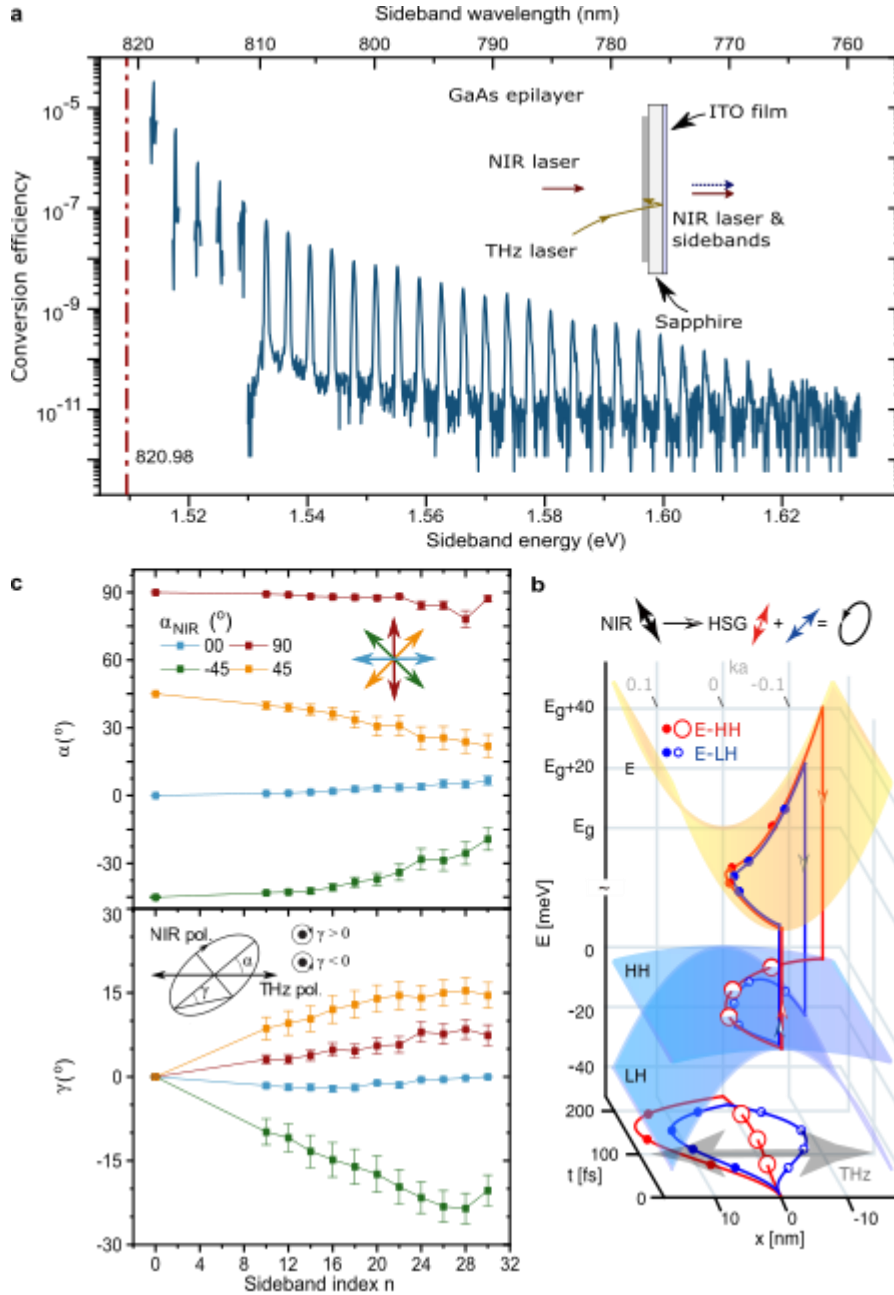 a
Sideband wavelength (nm)
819 810 800 790 780 770 760
Conversion efficiency
10-5
10-7
10-9
10-11
GaAs epilayer
ITO film
NIR laser
THz laser
NIR laser &
sidebands
Sapphire
820.98
1.52 1.54 1.56 1.58 1.60 1.62
Sideband energy (eV)
c
90
60
30
0
-30
α(°)
αNIR (°)
00 90
-45 45
30
15
0
-15
-30
γ(°)
NIR pol.
α
γ
THz pol.
γ > 0
γ < 0
0 4 8 12 16 20 24 28 32
Sideband index n
b
NIR HSG + =
ka
0.1 0 -0.1
Eg+40
Eg+20
Eg
E-HH
E-LH
E
E [meV]
≈
0
-20
-40
HH
LH
200
100
0
t [fs]
THz
10 0 -10
x [nm]